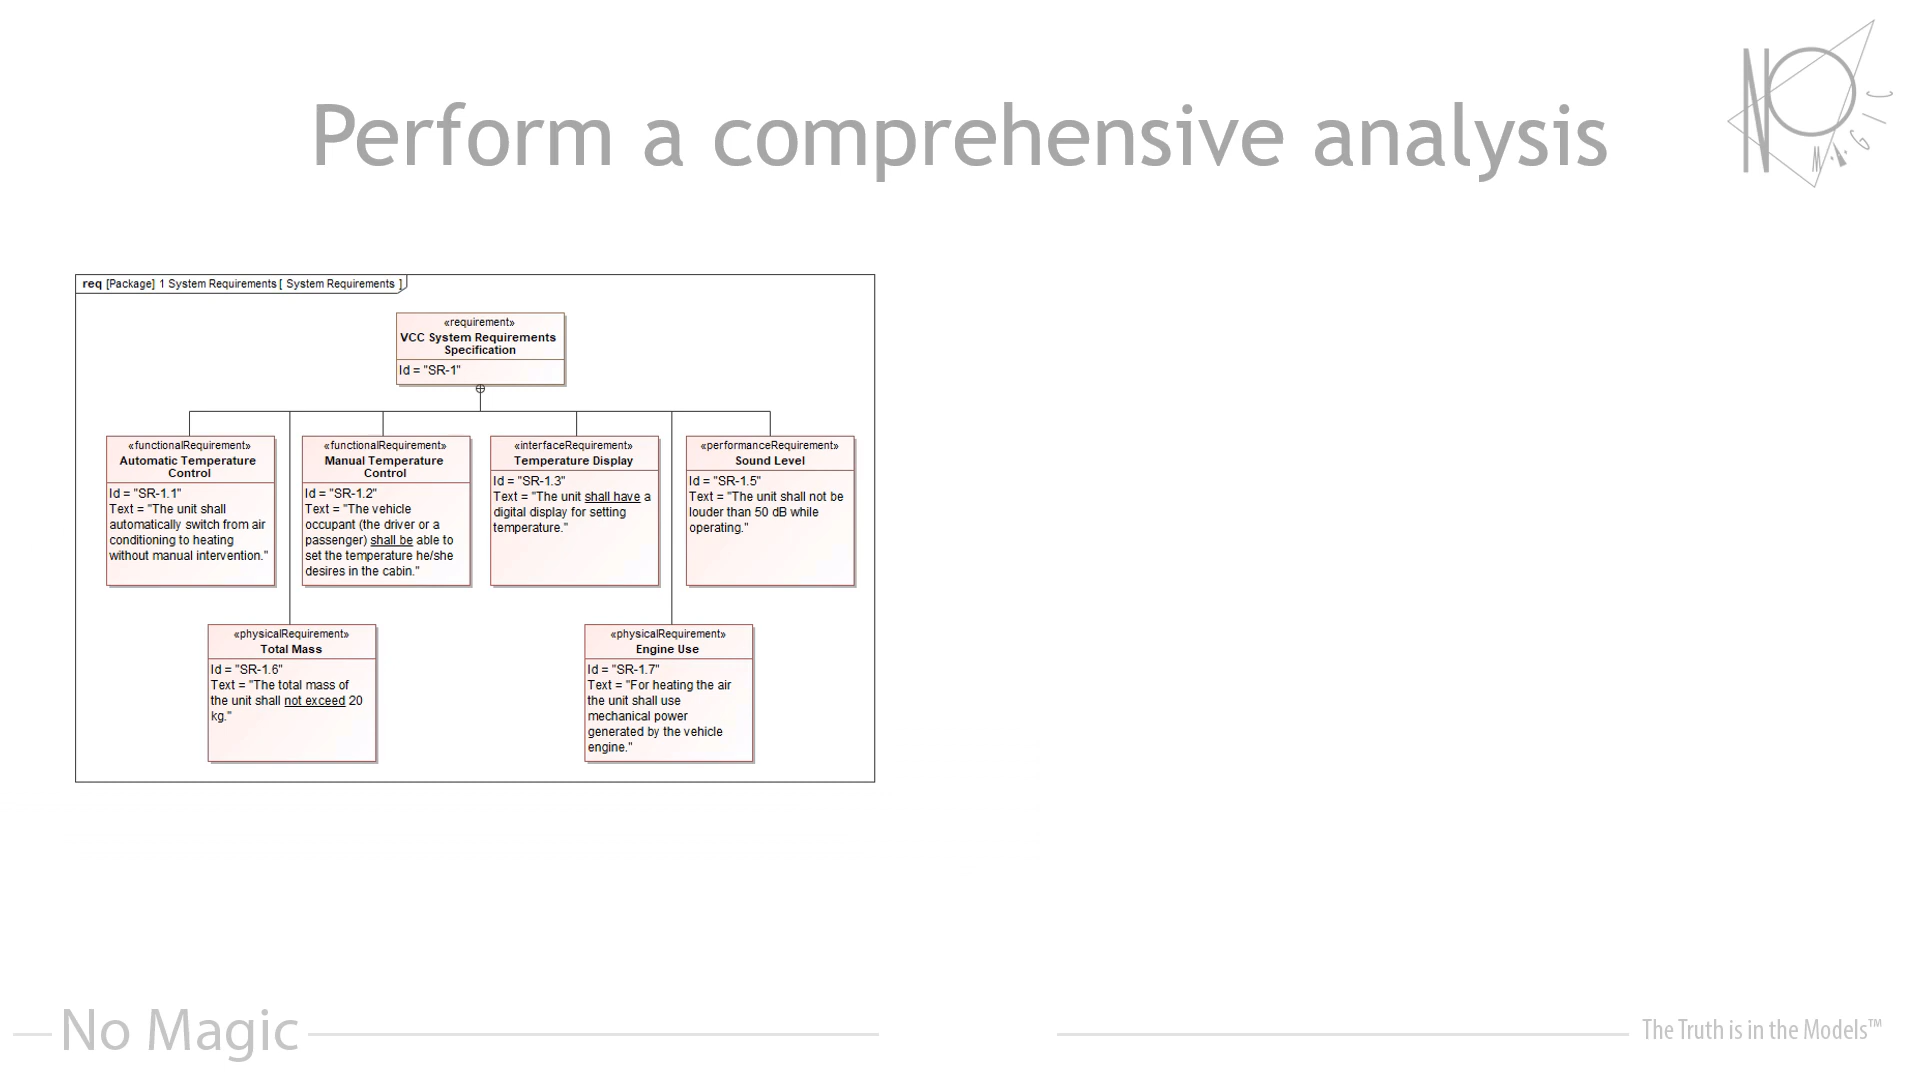 Perform a comprehensive analysis
NO MAGIC
req [Package] 1 System Requirements [ System Requirements ]
«requirement»
VCC System Requirements
Specification
Id = "SR-1"
«functionalRequirement»
Automatic Temperature
Control
Id = "SR-1.1"
Text = "The unit shall
automatically switch from air
conditioning to heating
without manual intervention."
«functionalRequirement»
Manual Temperature
Control
Id = "SR-1.2"
Text = "The vehicle
occupant (the driver or a
passenger) shall be able to
set the temperature he/she
desires in the cabin."
«interfaceRequirement»
Temperature Display
Id = "SR-1.3"
Text = "The unit shall have a
digital display for setting
temperature."
«performanceRequirement»
Sound Level
Id = "SR-1.5"
Text = "The unit shall not be
louder than 50 dB while
operating."
«physicalRequirement»
Total Mass
Id = "SR-1.6"
Text = "The total mass of
the unit shall not exceed 20
kg."
«physicalRequirement»
Engine Use
Id = "SR-1.7"
Text = "For heating the air
the unit shall use
mechanical power
generated by the vehicle
engine."
No Magic
The Truth is in the Models™